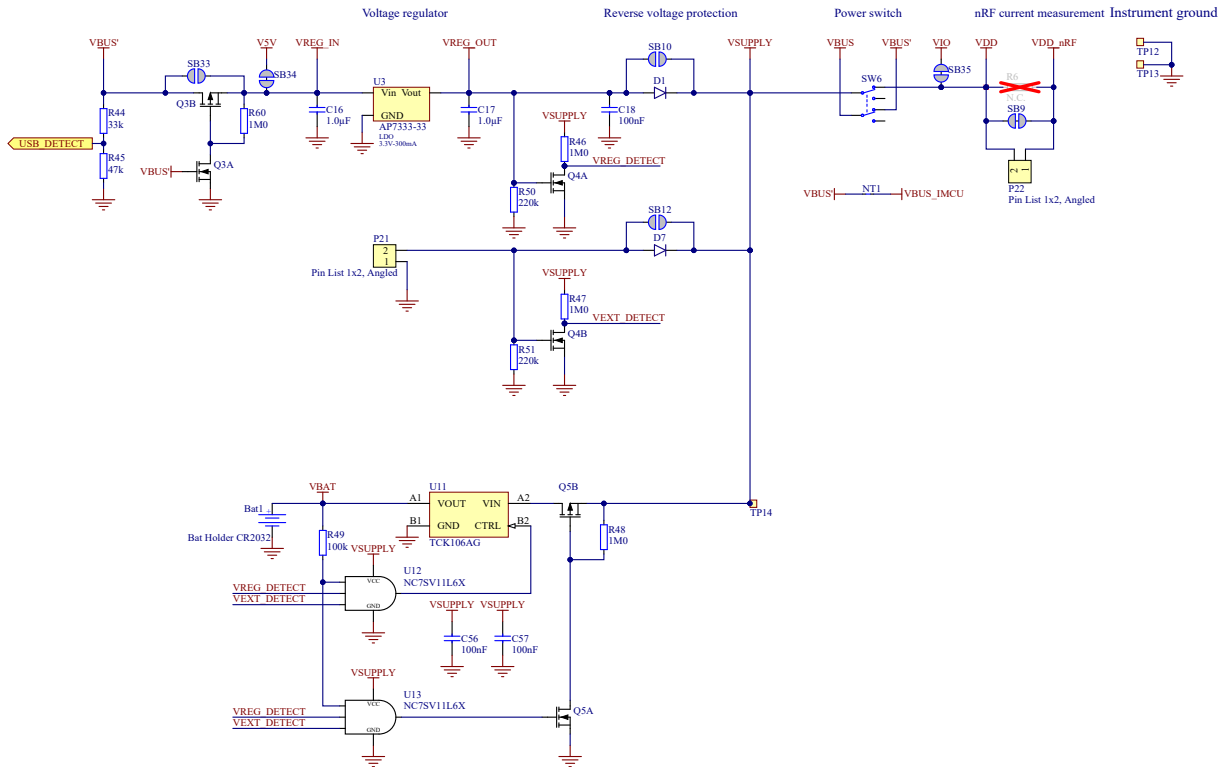 Voltage regulator
Reverse voltage protection
Power switch
nRF current measurement
Instrument ground
VBUS'
V5V
VREG_IN
VREG_OUT
SB10
VSUPPLY
VBUS
VBUS'
VIO
VDD
VDD_nRF
TP12
TP13
SB33
SB34
U3
D1
SW6
SB35
R6
N.C.
SB9
Q3B
R44
33k
R60
1M0
C16
1.0µF
Vin Vout
GND
AP7333-33
LDO
3.3V-300mA
C17
1.0µF
C18
100nF
VSUPPLY
R46
1M0
VREG_DETECT
USB_DETECT
R45
47k
VBUS'
Q3A
R50
220k
Q4A
2
1
P22
Pin List 1x2, Angled
VBUS'
NT1
VBUS_IMCU
SB12
D7
P21
2
1
Pin List 1x2, Angled
VSUPPLY
R47
1M0
VEXT_DETECT
R51
220k
Q4B
VBAT
U11
Q5B
A1
VOUT
VIN
A2
B1
GND
CTRL
B2
TCK106AG
TP14
Bat1
+
Bat Holder CR2032
R49
100k
R48
1M0
VSUPPLY
U12
NC7SV11L6X
VCC
GND
VREG_DETECT
VEXT_DETECT
VSUPPLY
VSUPPLY
C56
100nF
C57
100nF
VSUPPLY
U13
NC7SV11L6X
VCC
GND
VREG_DETECT
VEXT_DETECT
Q5A